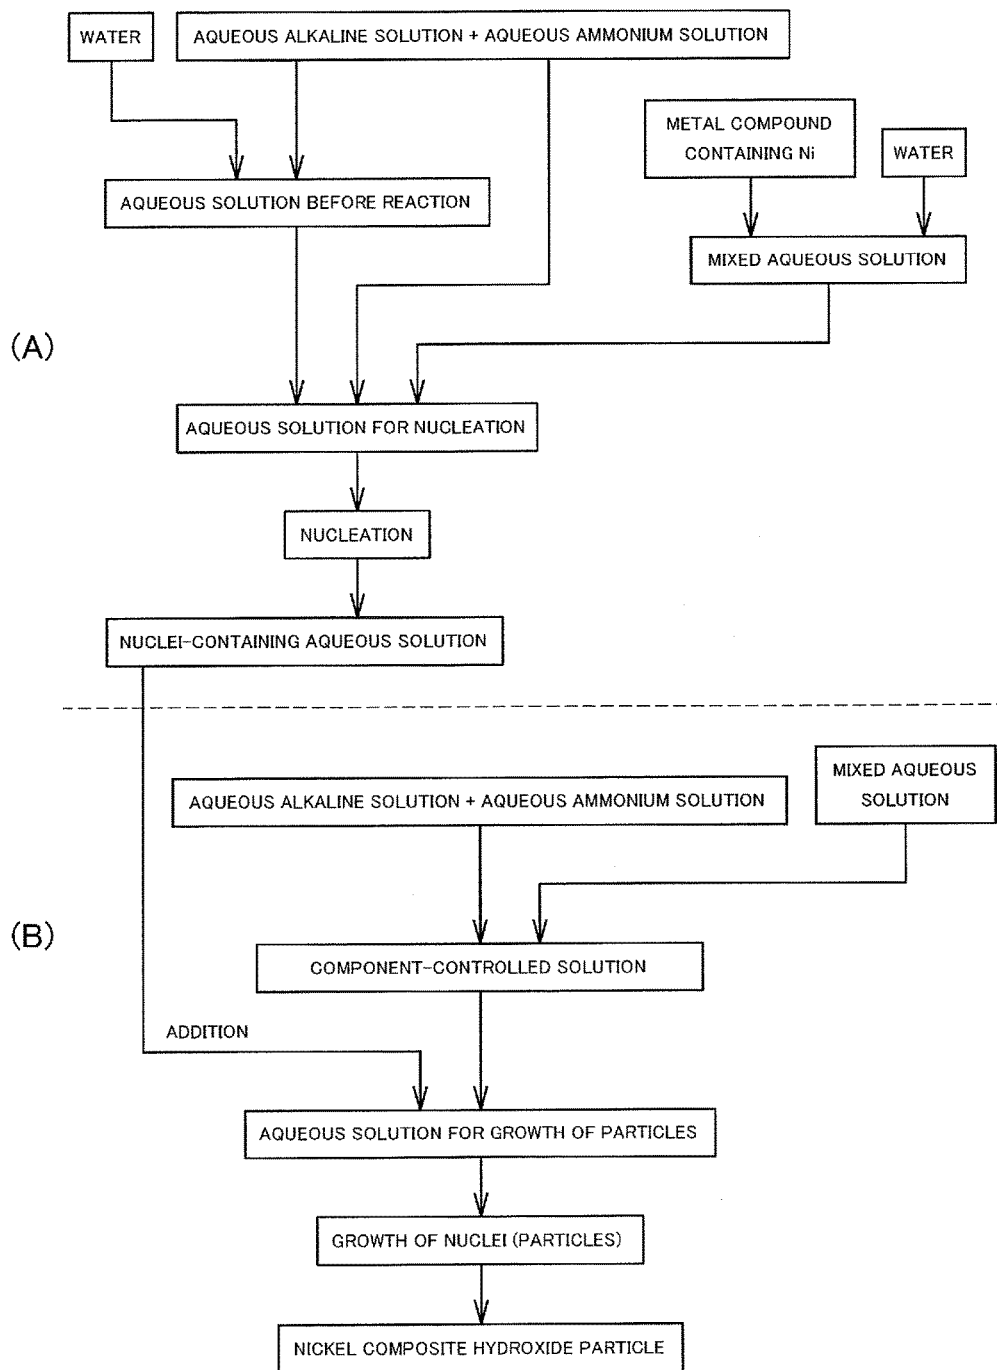 WATER
AQUEOUS ALKALINE SOLUTION + AQUEOUS AMMONIUM SOLUTION
METAL COMPOUND
CONTAINING Ni
WATER
AQUEOUS SOLUTION BEFORE REACTION
MIXED AQUEOUS SOLUTION
(A)
AQUEOUS SOLUTION FOR NUCLEATION
NUCLEATION
NUCLEI-CONTAINING AQUEOUS SOLUTION
AQUEOUS ALKALINE SOLUTION + AQUEOUS AMMONIUM SOLUTION
MIXED AQUEOUS
SOLUTION
(B)
COMPONENT-CONTROLLED SOLUTION
ADDITION
AQUEOUS SOLUTION FOR GROWTH OF PARTICLES
GROWTH OF NUCLEI (PARTICLES)
NICKEL COMPOSITE HYDROXIDE PARTICLE